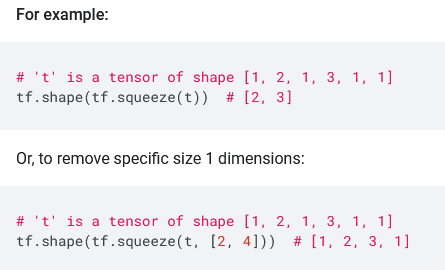 For example:
# 't' is a tensor of shape [1, 2, 1, 3, 1, 1]
tf.shape(tf.squeeze(t))  # [2, 3]
Or, to remove specific size 1 dimensions:
# 't' is a tensor of shape [1, 2, 1, 3, 1, 1]
tf.shape(tf.squeeze(t, [2, 4]))  # [1, 2, 3, 1]